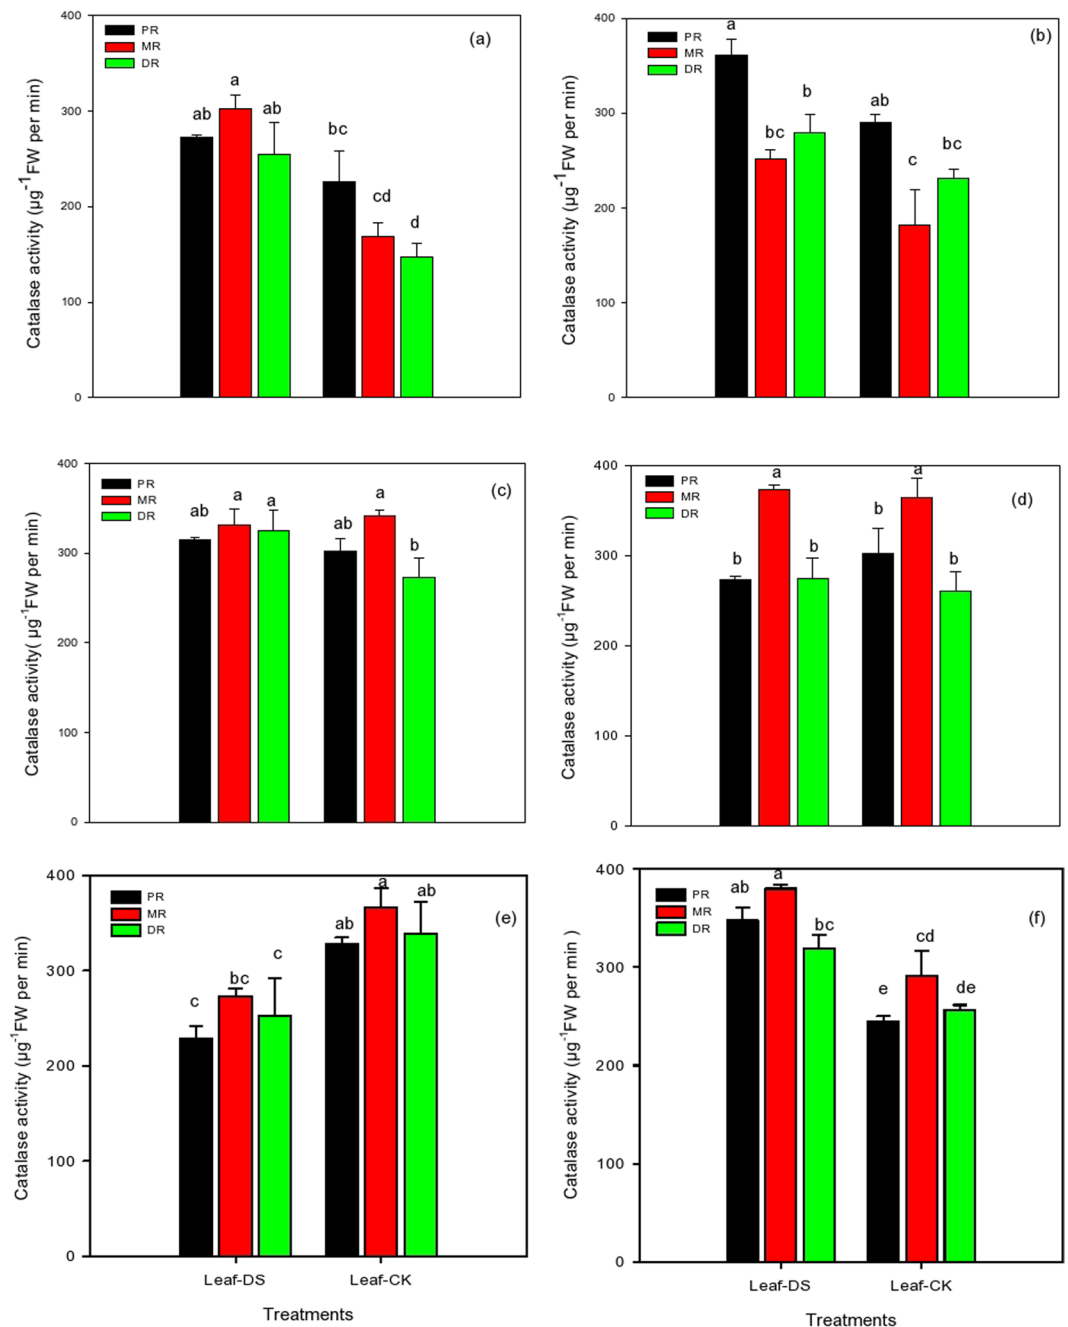 400
300
200
100
0
Catalase activity (µg⁻¹FW per min)
PR
MR
DR
(a)
ab
a
ab
bc
cd
d
400
300
200
100
0
Catalase activity (µg⁻¹FW per min)
PR
MR
DR
(b)
a
bc
b
ab
c
bc
400
300
200
100
0
Catalase activity( µg⁻¹FW per min)
PR
MR
DR
(c)
ab
a
a
ab
a
b
400
300
200
100
0
Catalase activity (µg⁻¹FW per min)
PR
MR
DR
(d)
b
a
b
b
a
b
400
300
200
100
0
Catalase activity (µg⁻¹FW per min)
PR
MR
DR
(e)
c
bc
c
ab
a
ab
Leaf-DS
Leaf-CK
Treatments
400
300
200
100
0
Catalase activity (µg⁻¹FW per min )
PR
MR
DR
(f)
ab
a
bc
e
cd
de
Leaf-DS
Leaf-CK
Treatments